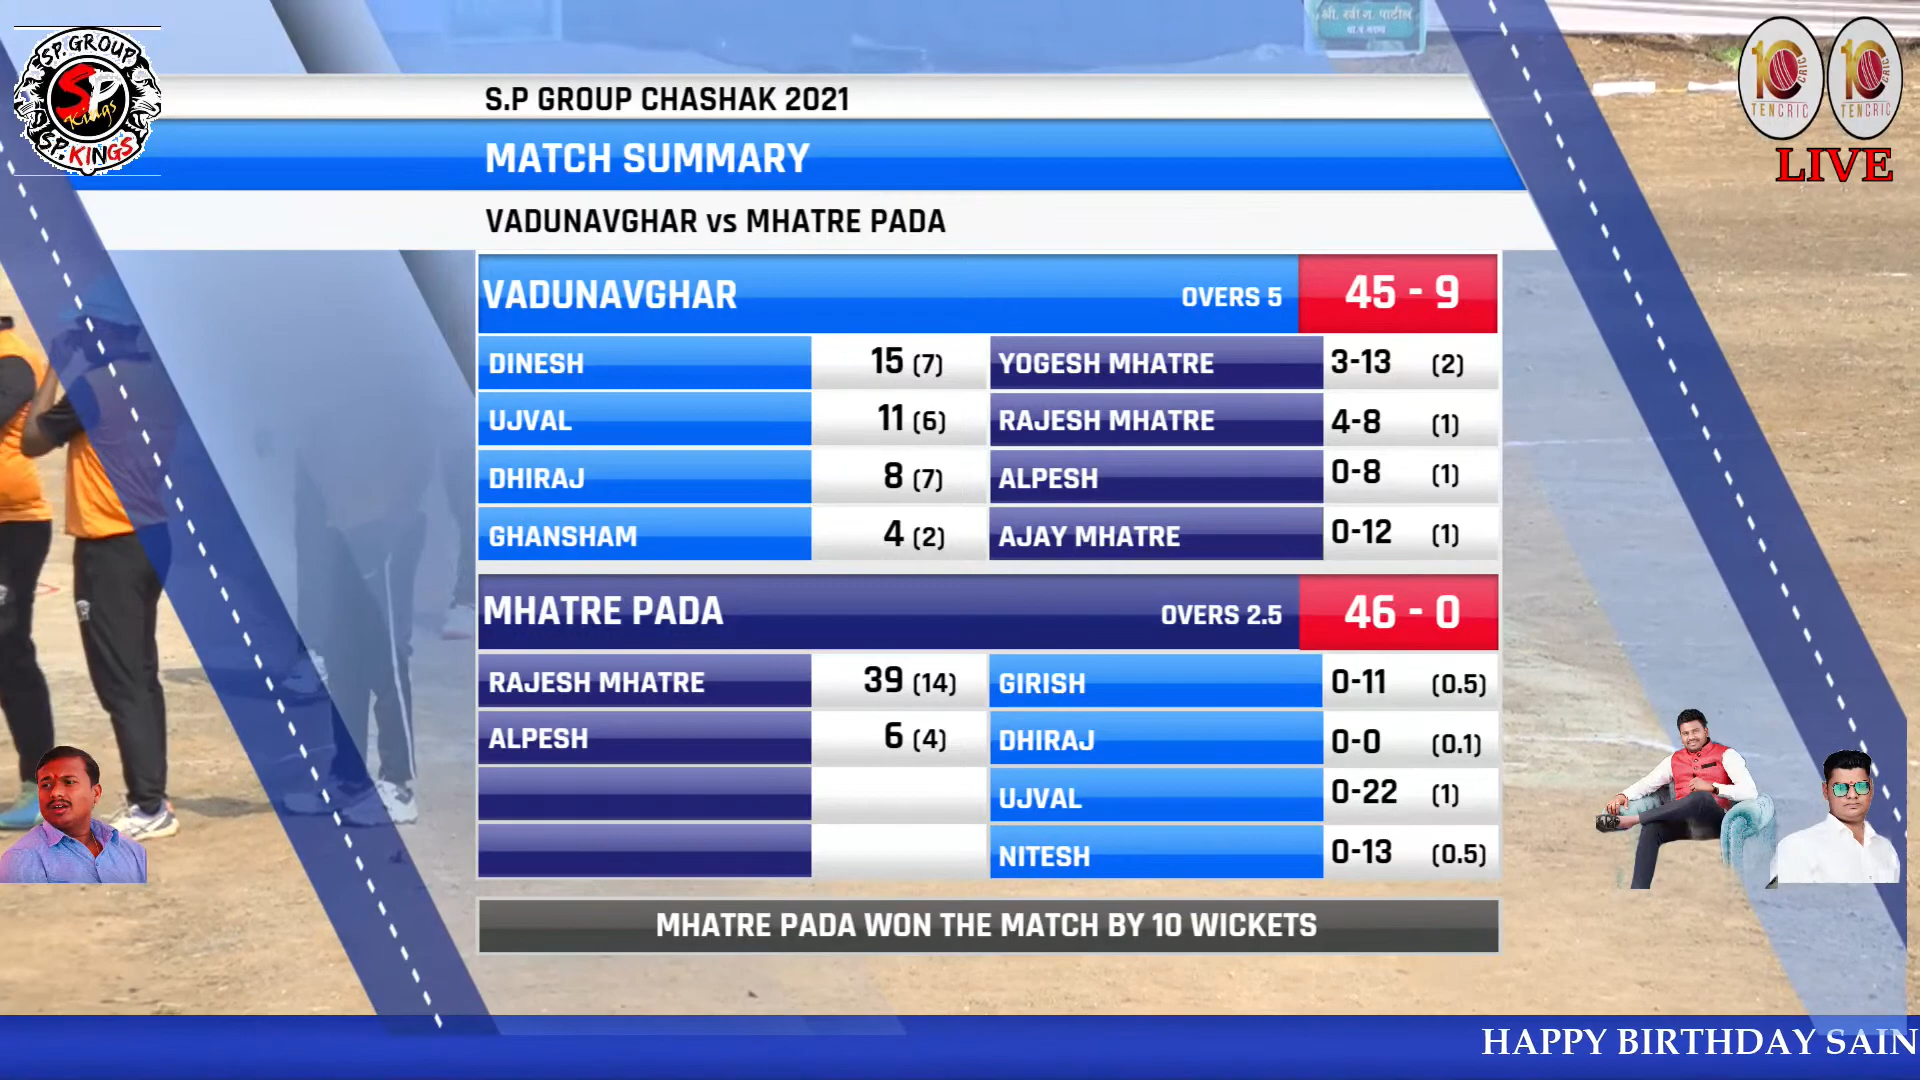 श्री. रवी ग. पाटील
S.P. GROUP
SP
Kings
SP. KINGS
10 CRIC
TENCRIC
10 CRIC
TENCRIC
LIVE
S.P GROUP CHASHAK 2021
MATCH SUMMARY
VADUNAVGHAR vs MHATRE PADA
VADUNAVGHAR OVERS 5 45 - 9
DINESH 15 (7) YOGESH MHATRE 3-13 (2)
UJVAL 11 (6) RAJESH MHATRE 4-8 (1)
DHIRAJ 8 (7) ALPESH 0-8 (1)
GHANSHAM 4 (2) AJAY MHATRE 0-12 (1)
MHATRE PADA OVERS 2.5 46 - 0
RAJESH MHATRE 39 (14) GIRISH 0-11 (0.5)
ALPESH 6 (4) DHIRAJ 0-0 (0.1)
UJVAL 0-22 (1)
NITESH 0-13 (0.5)
MHATRE PADA WON THE MATCH BY 10 WICKETS
HAPPY BIRTHDAY SAIN